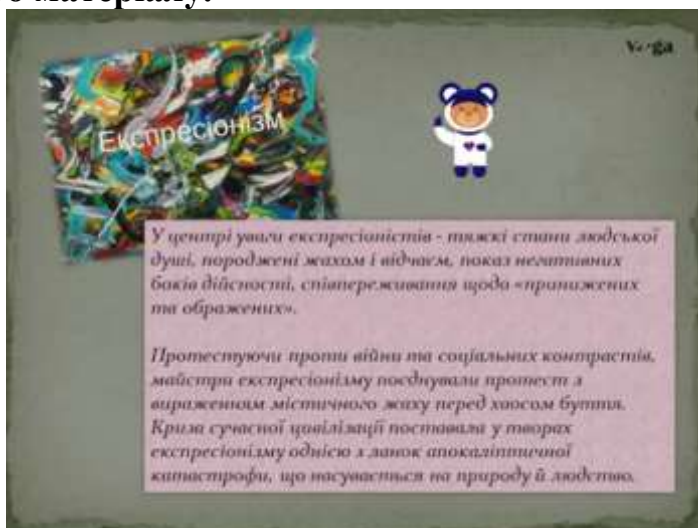 о матеріалу.
Експресіонізм
У центрі уваги експресіоністів - тяжкі стани людської
душі, породжені жахом і відчаєм, показ негативних
боків дійсності, співпереживання щодо «принижених
та ображених».
Протестуючи проти війни та соціальних контрастів,
майстри експресіонізму поєднували протест з
вираженням містичного жаху перед хаосом буття.
Криза сучасної цивілізації поставала у творах
експресіонізму однією з ланок апокаліптичної
катастрофи, що насувається на природу й людство.